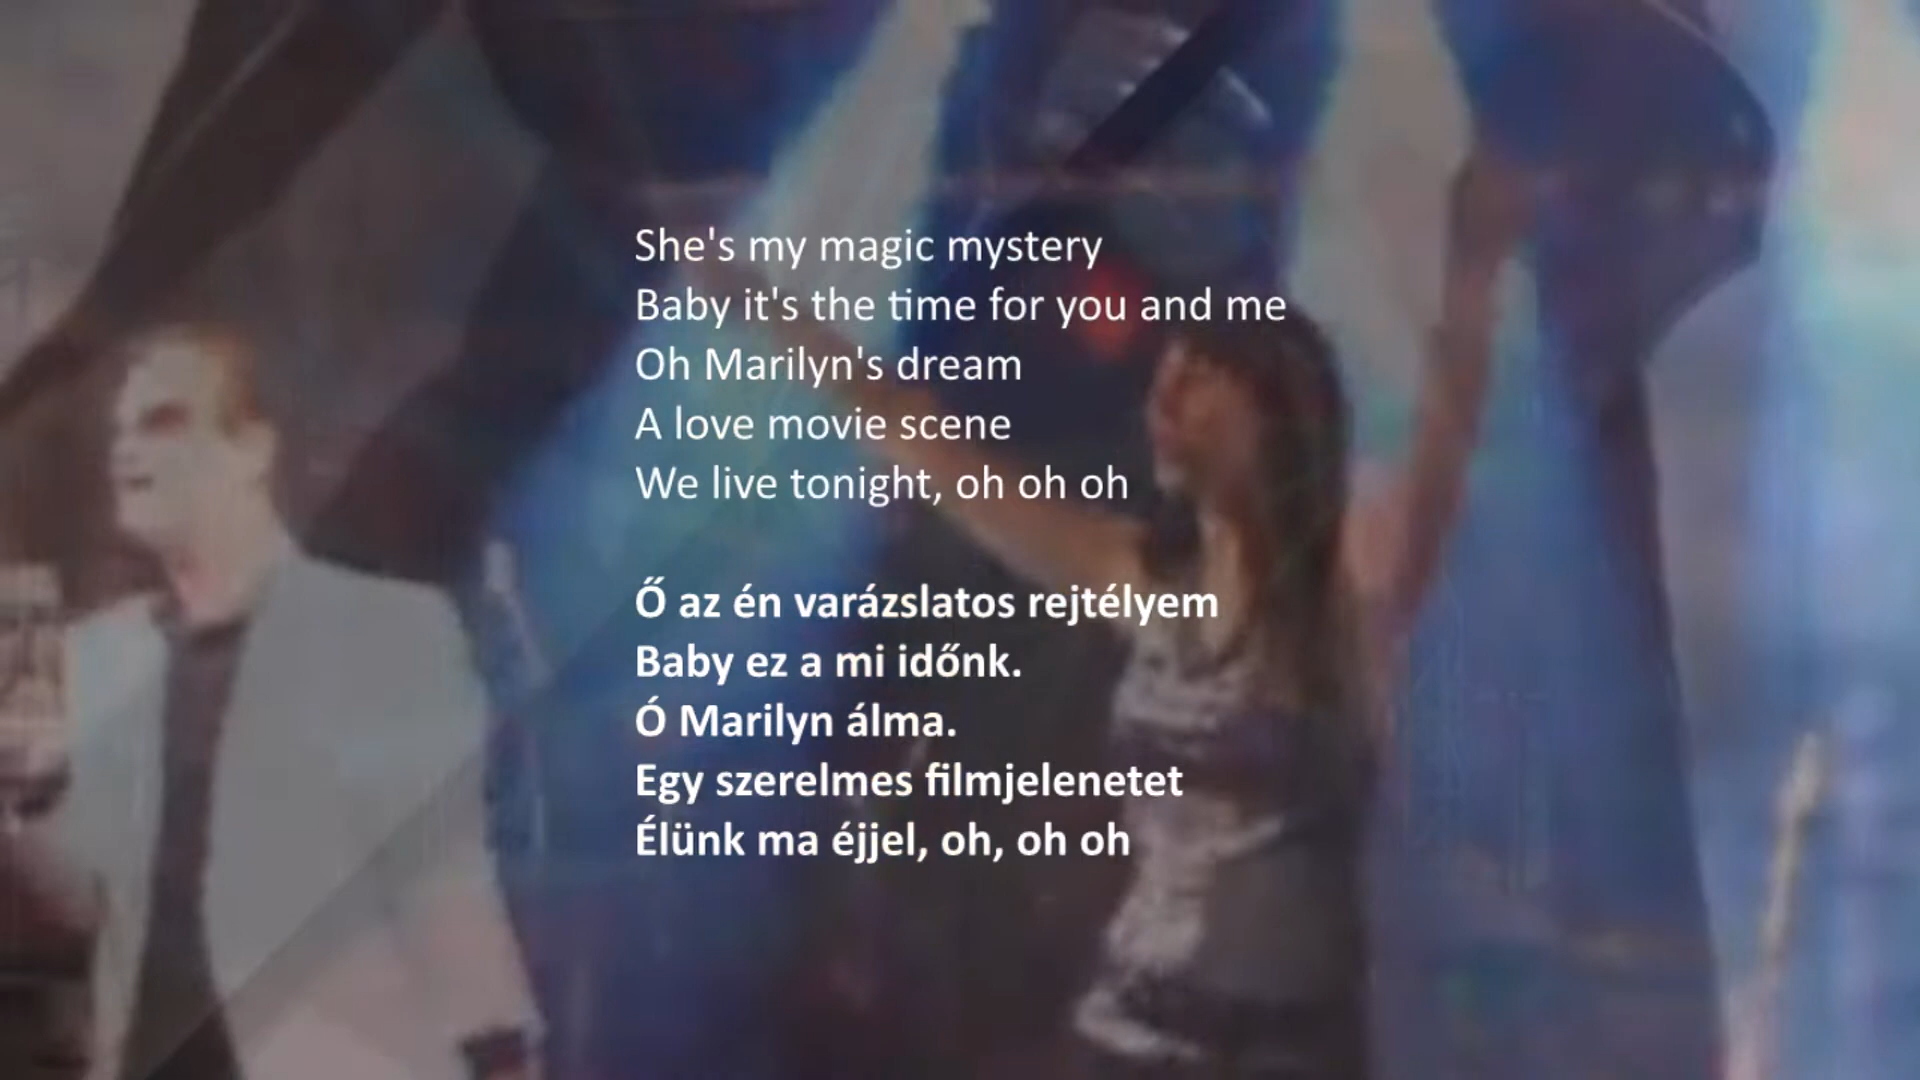 She's my magic mystery
Baby it's the time for you and me
Oh Marilyn's dream
A love movie scene
We live tonight, oh oh oh
Ő az én varázslatos rejtélyem
Baby ez a mi időnk.
Ó Marilyn álma.
Egy szerelmes filmjelenetet
Élünk ma éjjel, oh, oh oh